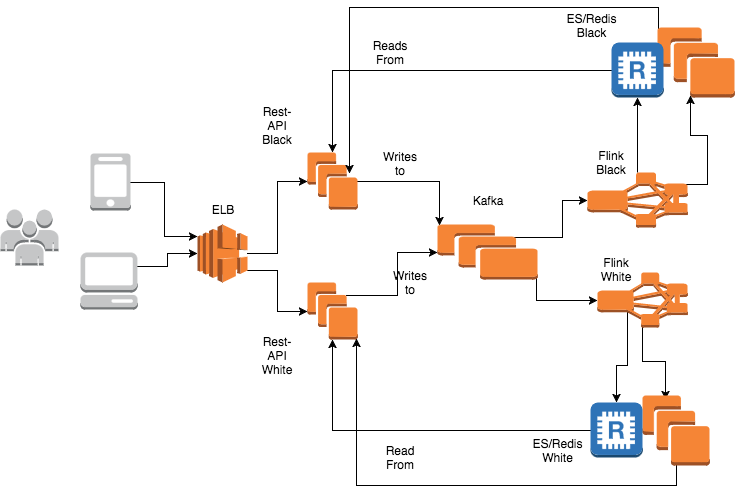 ES/Redis
Black
Reads
From
R
Rest-
API
Black
Writes
to
Flink
Black
Kafka
ELB
Flink
White
Writes
to
Rest-
API
White
R
ES/Redis
White
Read
From